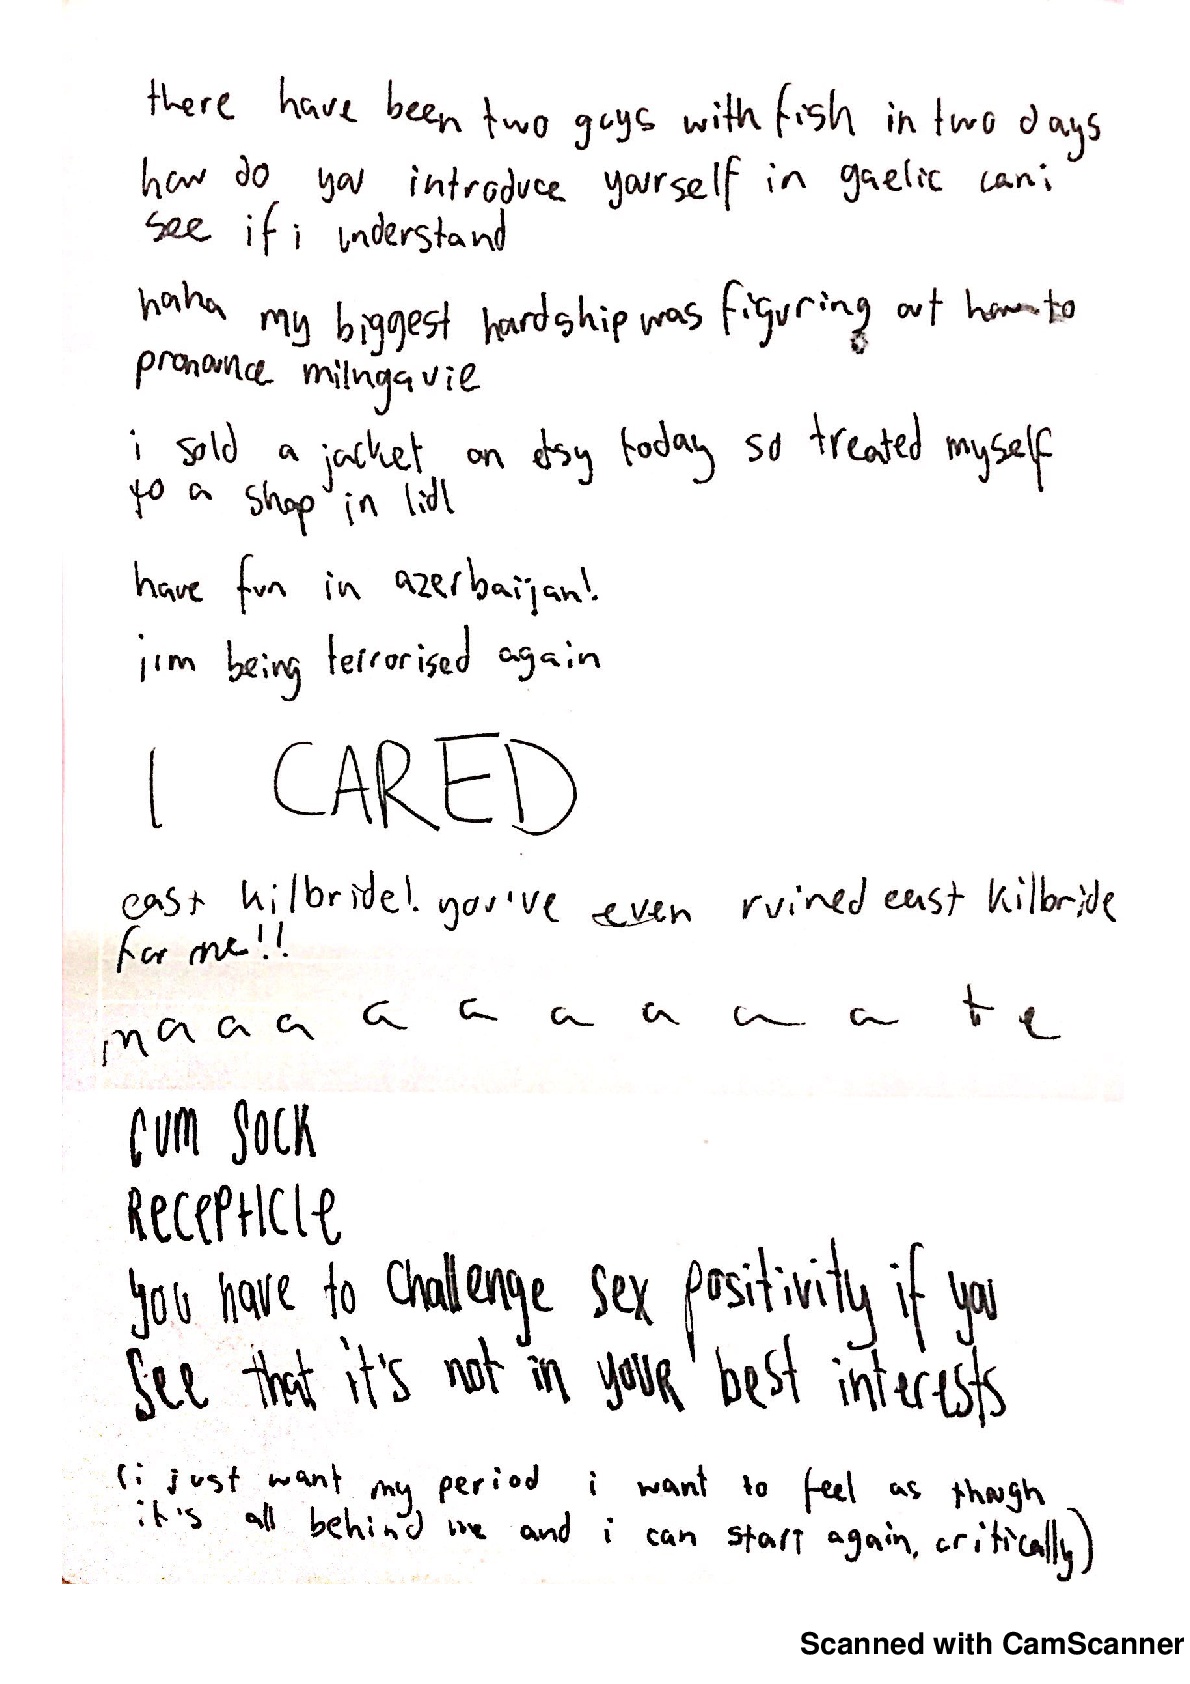 there have been two guys with fish in two days
how do you introduce yourself in gaelic can i
see if i understand
haha my biggest hardship was figuring out how to
pronounce milngavie
i sold a jacket on etsy today so treated myself
to a shop in lidl
have fun in azerbaijan!
jim being terrorised again
I CARED
east kilbride! you've even ruined east kilbride
for me!!
maaaaaaaaaate
CUM SOCK
RECEPTICLE
you have to challenge sex positivity if you
see that it's not in your best interests
(i just want my period i want to feel as though
it's all behind me and i can start again, critically)
Scanned with CamScanner